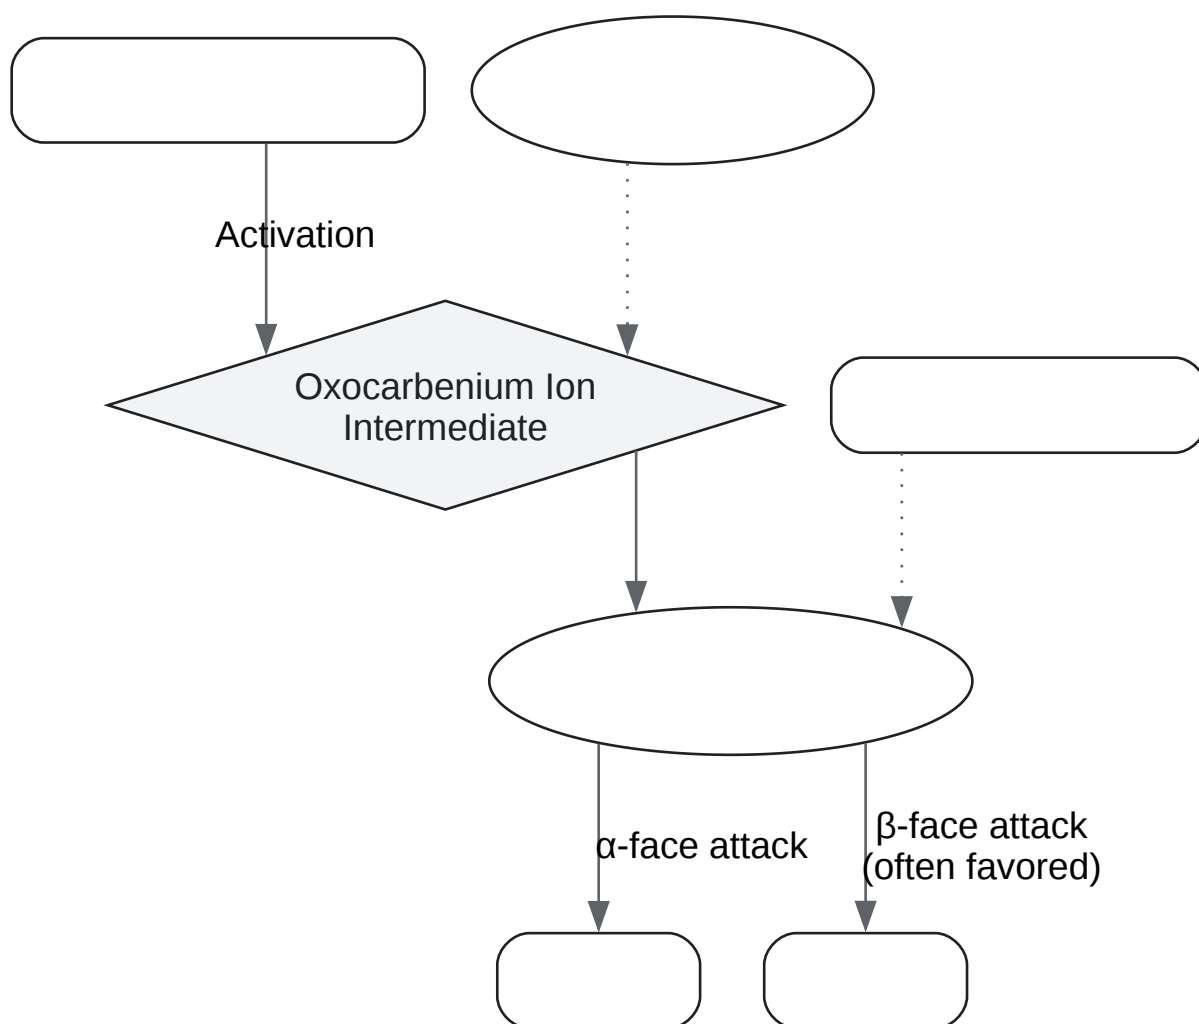 Activation
Oxocarbenium Ion
Intermediate
α-face attack
β-face attack
(often favored)